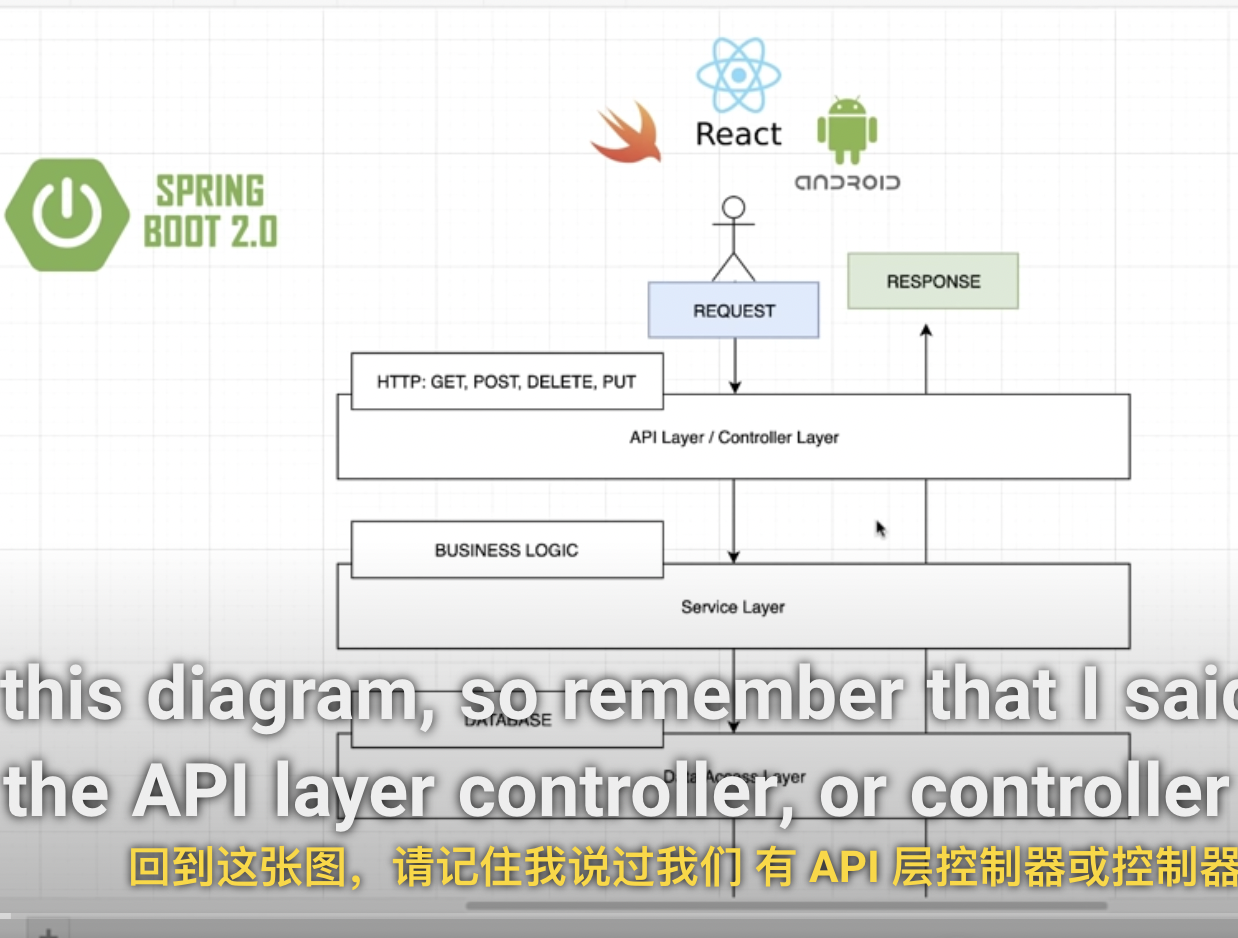 React
ANDROID
SPRING
BOOT 2.0
RESPONSE
REQUEST
HTTP: GET, POST, DELETE, PUT
API Layer / Controller Layer
BUSINESS LOGIC
Service Layer
this diagram, so remember that I said
DATABASE
Data Access Layer
the API layer controller, or controller
回到这张图，请记住我说过我们 有 API 层控制器或控制器